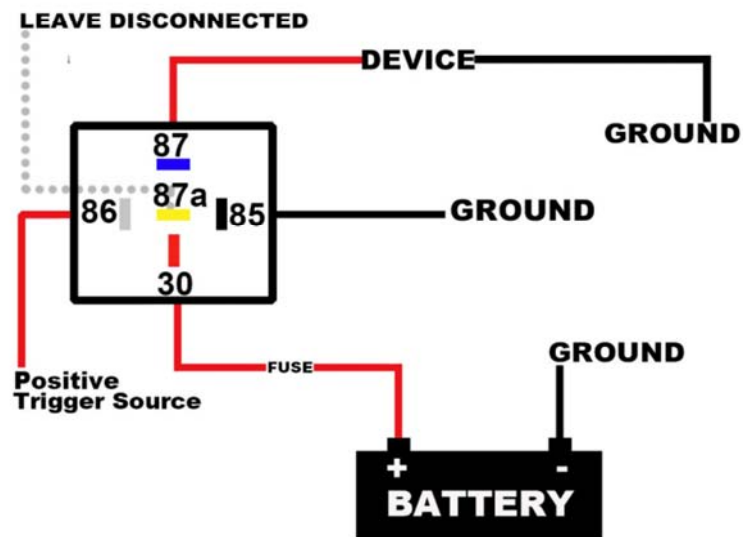 LEAVE DISCONNECTED
DEVICE
GROUND
87
87a
86
85
GROUND
30
FUSE
GROUND
Positive
Trigger Source
+
-
BATTERY